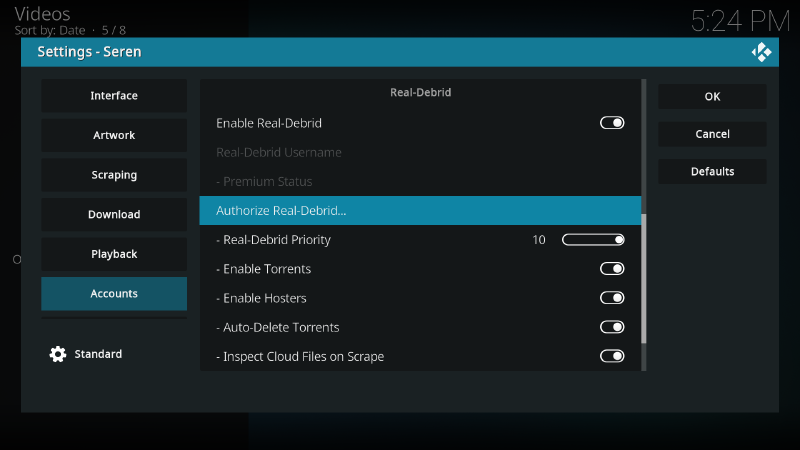 Videos
Sort by: Date · 5 / 8
5:24 PM
Settings - Seren
Interface
Artwork
Scraping
Download
Playback
Accounts
Standard
Real-Debrid
Enable Real-Debrid
Real-Debrid Username
- Premium Status
Authorize Real-Debrid...
- Real-Debrid Priority 10
- Enable Torrents
- Enable Hosters
- Auto-Delete Torrents
- Inspect Cloud Files on Scrape
OK
Cancel
Defaults